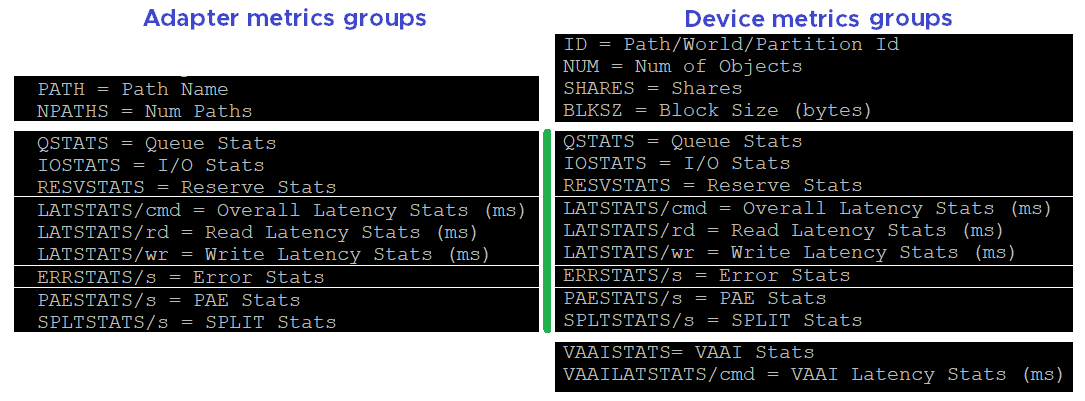 Adapter metrics groups
PATH = Path Name
NPATHS = Num Paths
QSTATS = Queue Stats
IOSTATS = I/O Stats
RESVSTATS = Reserve Stats
LATSTATS/cmd = Overall Latency Stats (ms)
LATSTATS/rd = Read Latency Stats (ms)
LATSTATS/wr = Write Latency Stats (ms)
ERRSTATS/s = Error Stats
PAESTATS/s = PAE Stats
SPLTSTATS/s = SPLIT Stats
Device metrics groups
ID = Path/World/Partition Id
NUM = Num of Objects
SHARES = Shares
BLKSZ = Block Size (bytes)
QSTATS = Queue Stats
IOSTATS = I/O Stats
RESVSTATS = Reserve Stats
LATSTATS/cmd = Overall Latency Stats (ms)
LATSTATS/rd = Read Latency Stats (ms)
LATSTATS/wr = Write Latency Stats (ms)
ERRSTATS/s = Error Stats
PAESTATS/s = PAE Stats
SPLTSTATS/s = SPLIT Stats
VAAISTATS= VAAI Stats
VAAILATSTATS/cmd = VAAI Latency Stats (ms)